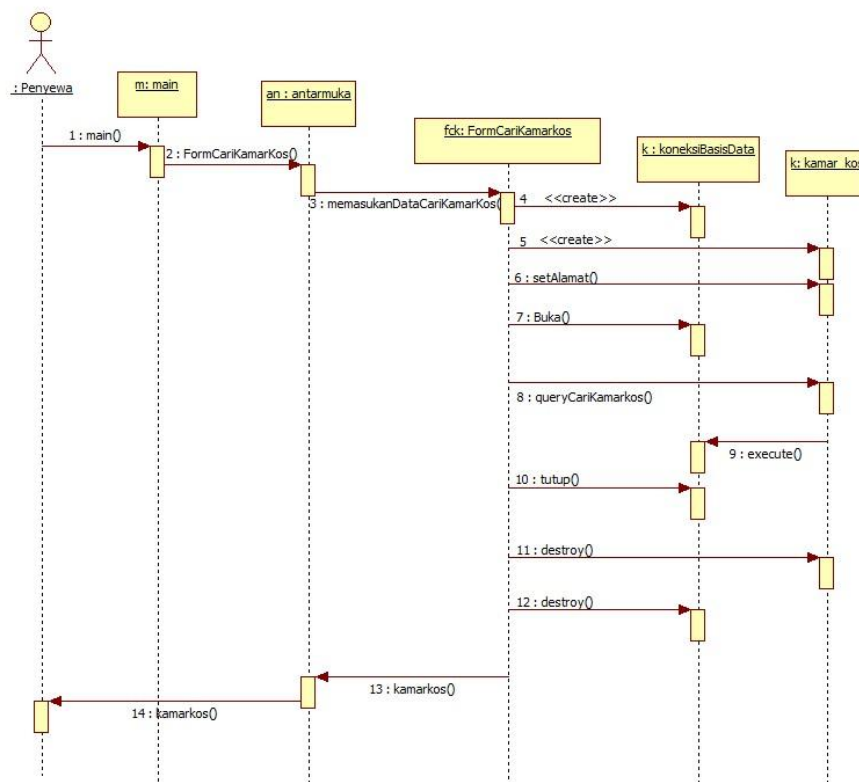 : Penyewa
m: main
an : antarmuka
fck: FormCariKamarkos
k : koneksiBasisData
k: kamar_kos
1 : main()
2 : FormCariKamarKos()
3 : memasukanDataCariKamarKos()
4 <<create>>
5 <<create>>
6 : setAlamat()
7 : Buka()
8 : queryCariKamarkos()
9 : execute()
10 : tutup()
11 : destroy()
12 : destroy()
13 : kamarkos()
14 : kamarkos()